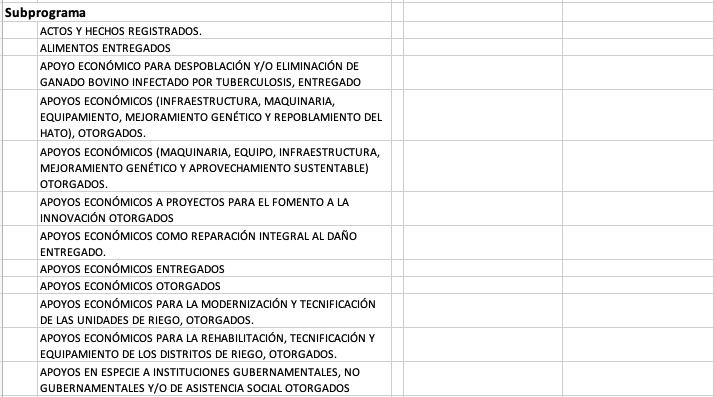 Subprograma
ACTOS Y HECHOS REGISTRADOS.
ALIMENTOS ENTREGADOS
APOYO ECONÓMICO PARA DESPOBLACIÓN Y/O ELIMINACIÓN DE
GANADO BOVINO INFECTADO POR TUBERCULOSIS, ENTREGADO
APOYOS ECONÓMICOS (INFRAESTRUCTURA, MAQUINARIA,
EQUIPAMIENTO, MEJORAMIENTO GENÉTICO Y REPOBLAMIENTO DEL
HATO), OTORGADOS.
APOYOS ECONÓMICOS (MAQUINARIA, EQUIPO, INFRAESTRUCTURA,
MEJORAMIENTO GENÉTICO Y APROVECHAMIENTO SUSTENTABLE)
OTORGADOS.
APOYOS ECONÓMICOS A PROYECTOS PARA EL FOMENTO A LA
INNOVACIÓN OTORGADOS
APOYOS ECONÓMICOS COMO REPARACIÓN INTEGRAL AL DAÑO
ENTREGADO.
APOYOS ECONÓMICOS ENTREGADOS
APOYOS ECONÓMICOS OTORGADOS
APOYOS ECONÓMICOS PARA LA MODERNIZACIÓN Y TECNIFICACIÓN
DE LAS UNIDADES DE RIEGO, OTORGADOS.
APOYOS ECONÓMICOS PARA LA REHABILITACIÓN, TECNIFICACIÓN Y
EQUIPAMIENTO DE LOS DISTRITOS DE RIEGO, OTORGADOS.
APOYOS EN ESPECIE A INSTITUCIONES GUBERNAMENTALES, NO
GUBERNAMENTALES Y/O DE ASISTENCIA SOCIAL OTORGADOS